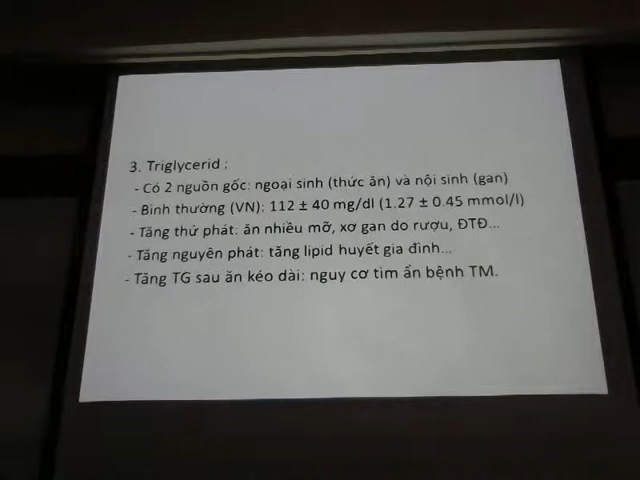 3. Triglycerid :
- Có 2 nguồn gốc: ngoại sinh (thức ăn) và nội sinh (gan)
- Bình thường (VN): 112 ± 40 mg/dl (1.27 ± 0.45 mmol/l)
- Tăng thứ phát: ăn nhiều mỡ, xơ gan do rượu, ĐTĐ...
- Tăng nguyên phát: tăng lipid huyết gia đình...
- Tăng TG sau ăn kéo dài: nguy cơ tìm ẩn bệnh TM.